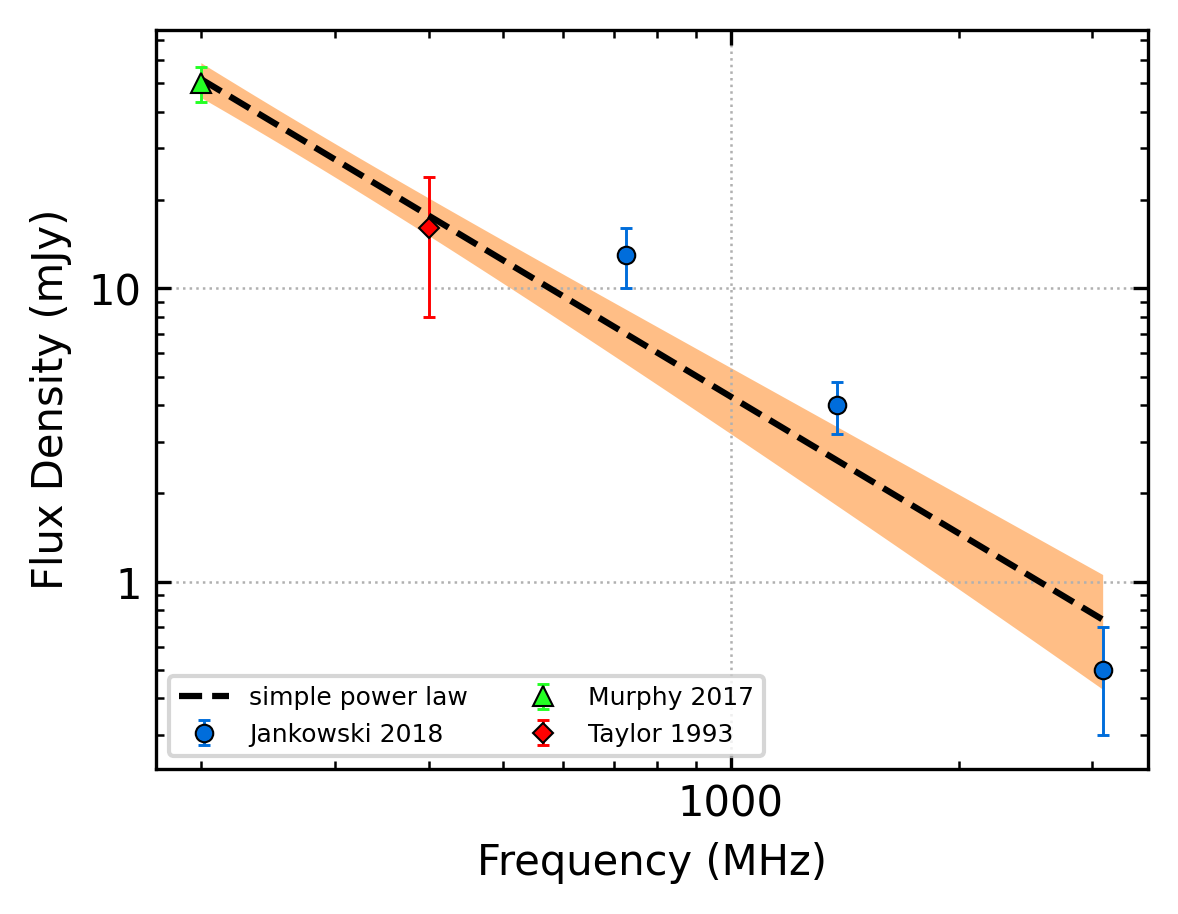 Flux Density (mJy)
10
1
simple power law
Jankowski 2018
Murphy 2017
Taylor 1993
1000
Frequency (MHz)